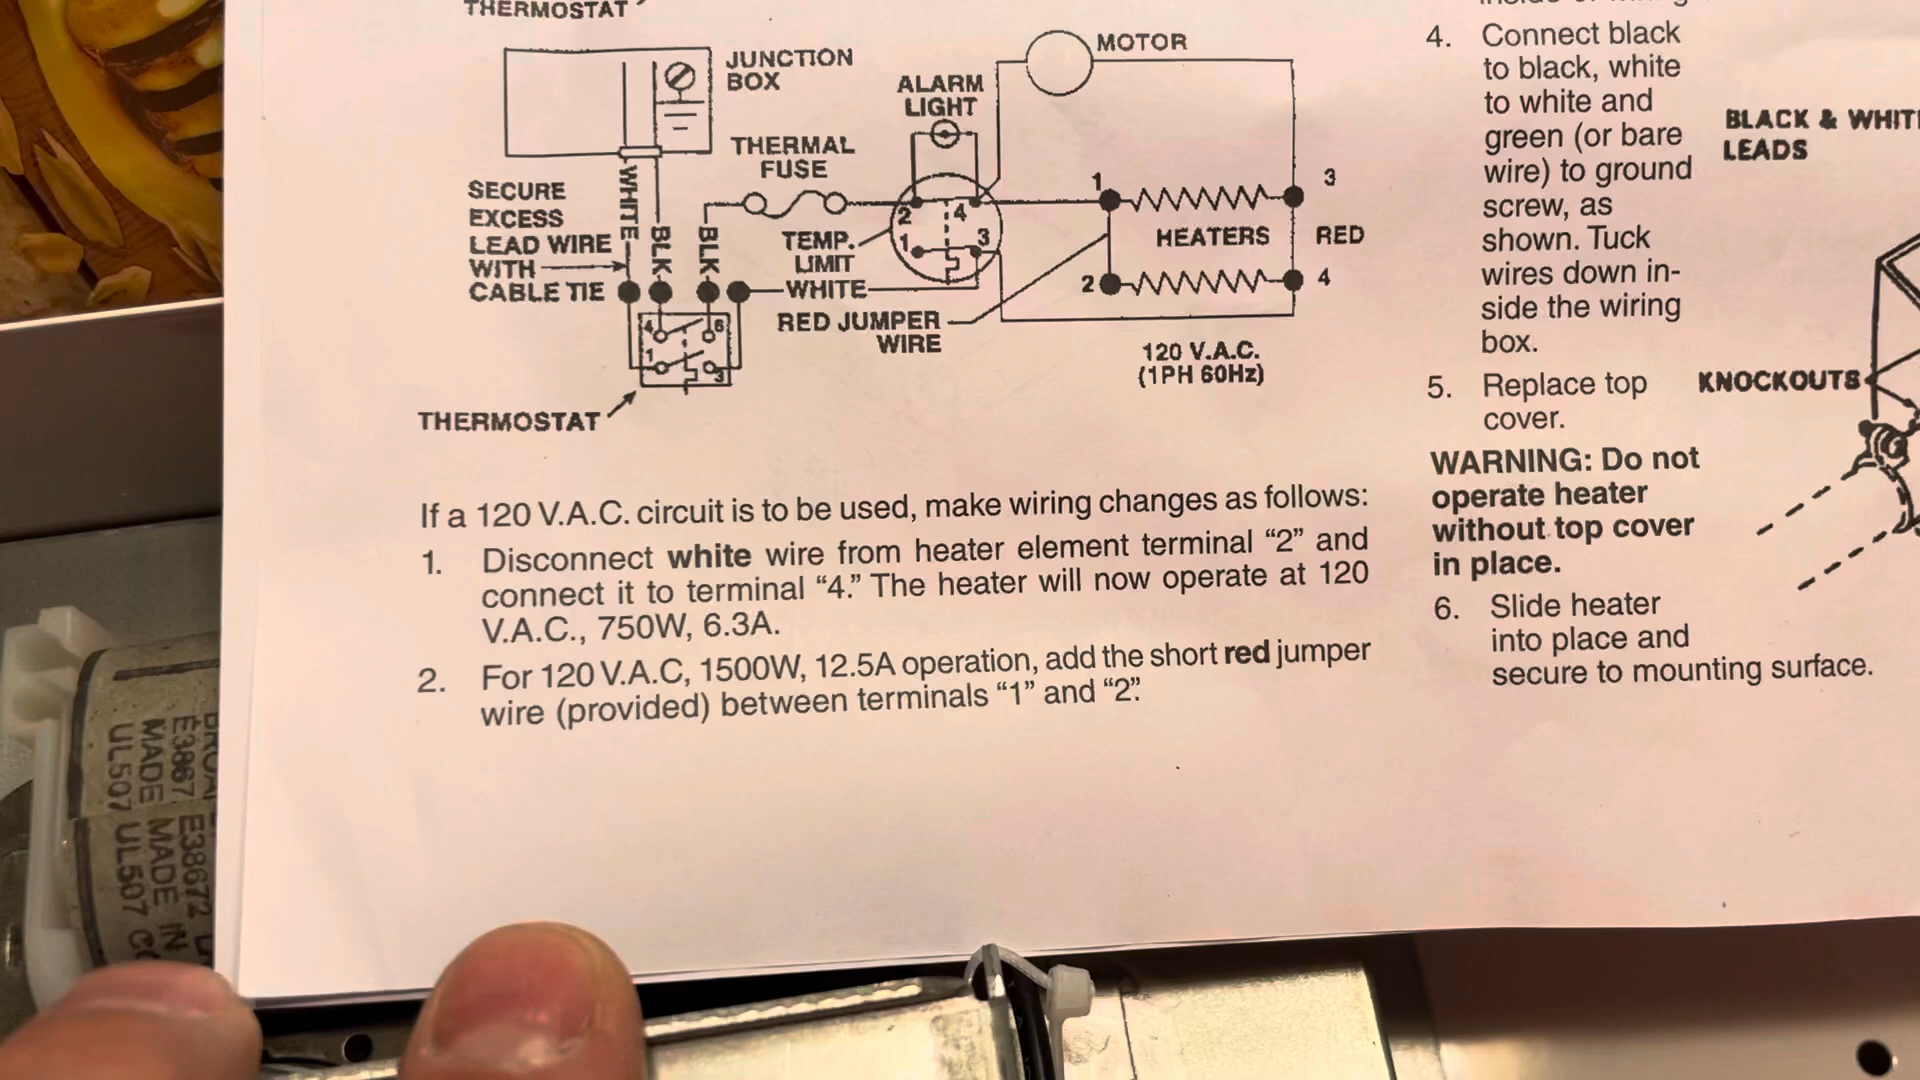 THERMOSTAT
JUNCTION
BOX
MOTOR
ALARM
LIGHT
THERMAL
FUSE
SECURE
EXCESS
LEAD WIRE
WITH
CABLE TIE
WHITE
BLK
BLK
TEMP.
LIMIT
WHITE
RED JUMPER
WIRE
2
4
1
3
1
2
HEATERS
3
RED
4
120 V.A.C.
(1PH 60Hz)
4
6
1
3
THERMOSTAT
If a 120 V.A.C. circuit is to be used, make wiring changes as follows:
1. Disconnect white wire from heater element terminal “2” and
connect it to terminal “4.” The heater will now operate at 120
V.A.C., 750W, 6.3A.
2. For 120 V.A.C, 1500W, 12.5A operation, add the short red jumper
wire (provided) between terminals “1” and “2”.
4. Connect black
to black, white
to white and
green (or bare
wire) to ground
screw, as
shown. Tuck
wires down in-
side the wiring
box.
5. Replace top
cover.
WARNING: Do not
operate heater
without top cover
in place.
6. Slide heater
into place and
secure to mounting surface.
BLACK & WHIT
LEADS
KNOCKOUTS
E3867
MADE
UL507
E38672
MADE IN
UL507